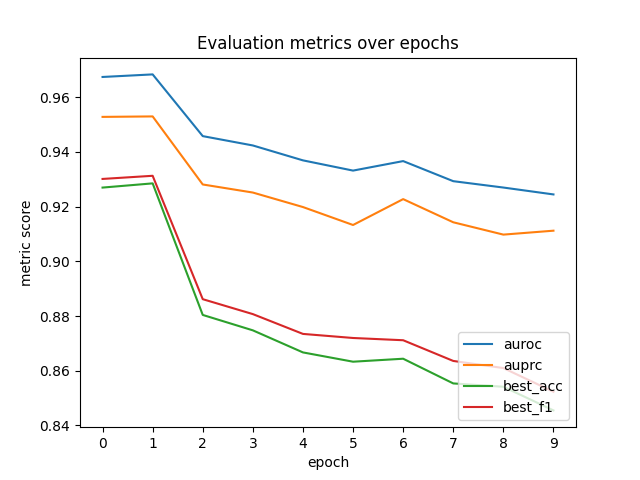 Evaluation metrics over epochs
metric score
0.96
0.94
0.92
0.90
0.88
0.86
0.84
auroc
auprc
best_acc
best_f1
0 1 2 3 4 5 6 7 8 9
epoch